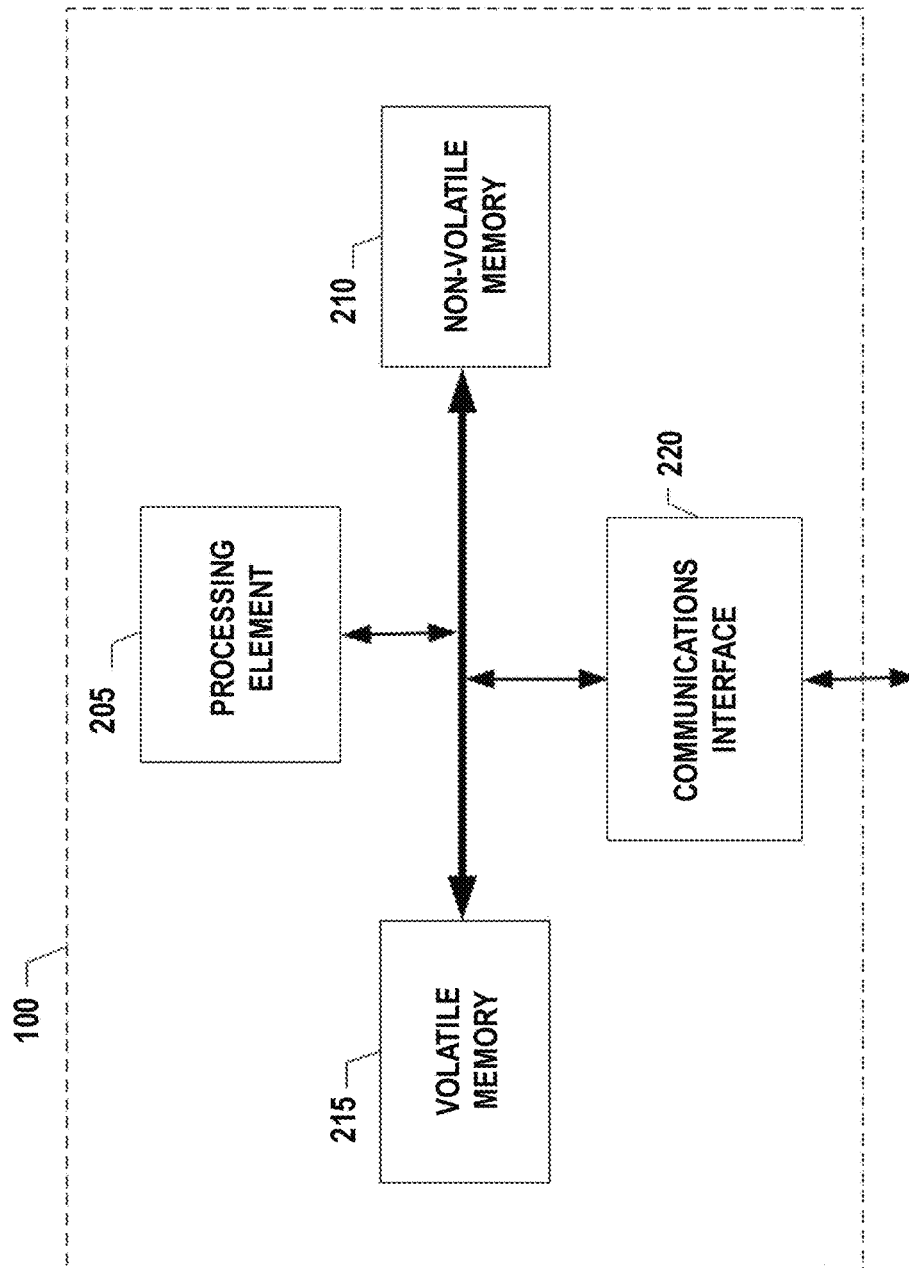 100
205
PROCESSING
ELEMENT
215
VOLATILE
MEMORY
210
NON-VOLATILE
MEMORY
220
COMMUNICATIONS
INTERFACE